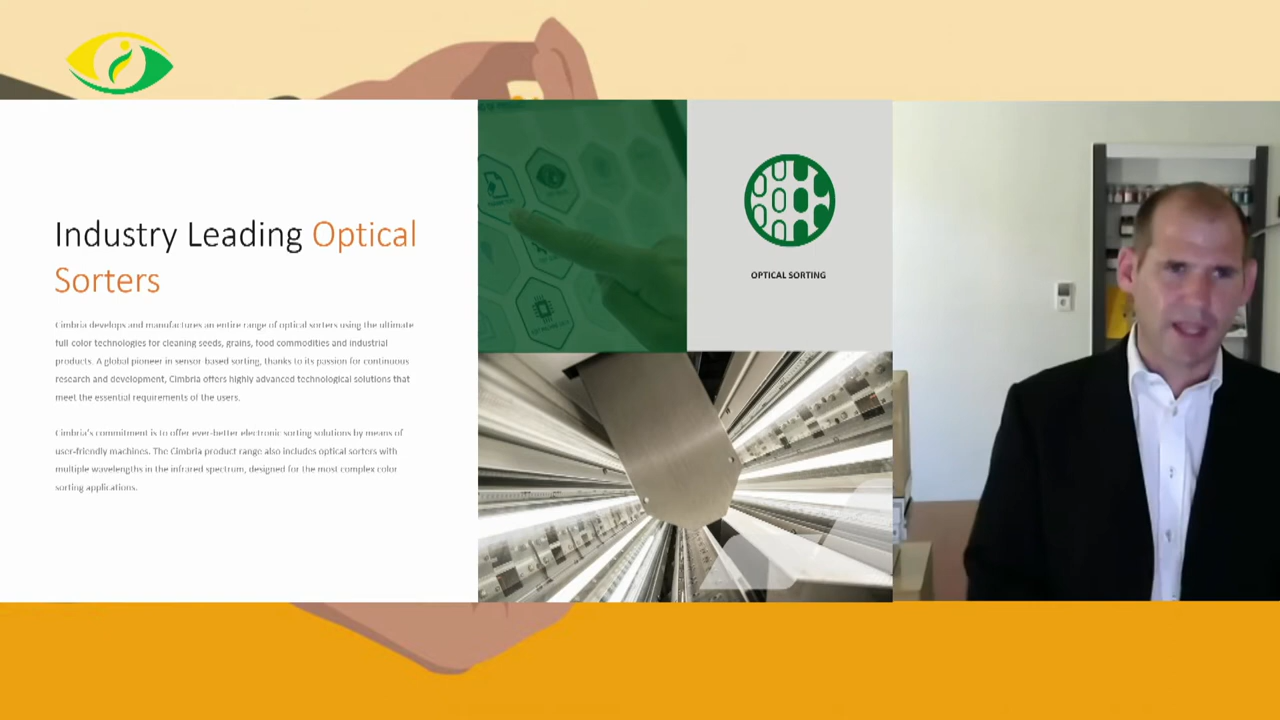 Industry Leading Optical
Sorters
Cimbria develops and manufactures an entire range of optical sorters using the ultimate
full-color technologies for cleaning seeds, grains, food commodities and industrial
products. A global pioneer in sensor-based sorting, thanks to its passion for continuous
research and development, Cimbria offers highly advanced technological solutions that
meet the essential requirements of the users.
Cimbria's commitment is to offer ever-better electronic sorting solutions by means of
user-friendly machines. The Cimbria product range also includes optical sorters with
multiple wavelengths in the infrared spectrum, designed for the most complex color
sorting applications.
OPTICAL SORTING